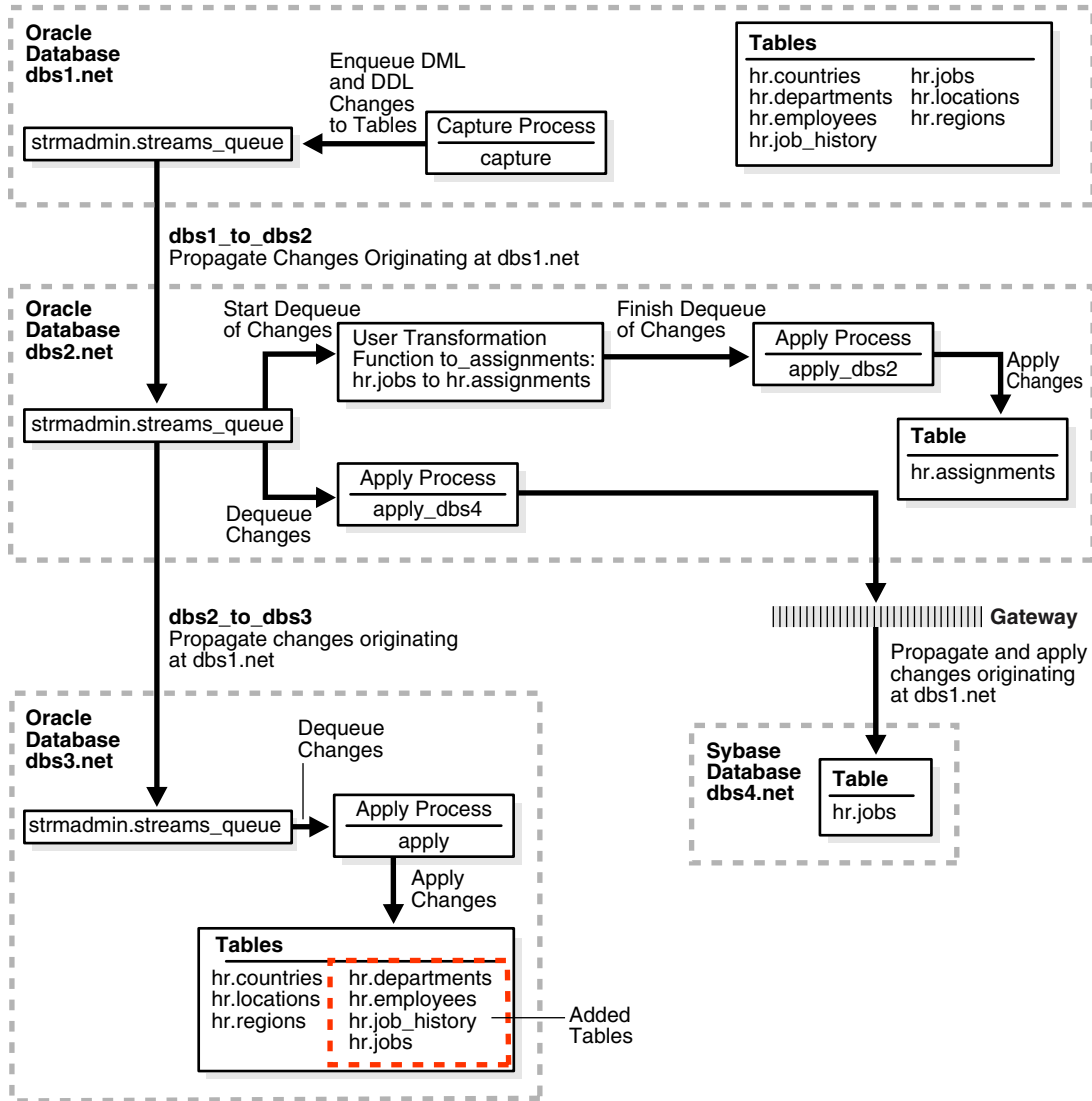 Oracle
Database
dbs1.net
Enqueue DML
and DDL
Changes
to Tables
strmadmin.streams_queue
Capture Process
capture
Tables
hr.countries
hr.departments
hr.employees
hr.job_history
hr.jobs
hr.locations
hr.regions
dbs1_to_dbs2
Propagate Changes Originating at dbs1.net
Oracle
Database
dbs2.net
Start Dequeue
of Changes
User Transformation
Function to_assignments:
hr.jobs to hr.assignments
Finish Dequeue
of Changes
Apply Process
apply_dbs2
Apply
Changes
strmadmin.streams_queue
Table
hr.assignments
Dequeue
Changes
Apply Process
apply_dbs4
dbs2_to_dbs3
Propagate changes originating
at dbs1.net
Gateway
Propagate and apply
changes originating
at dbs1.net
Oracle
Database
dbs3.net
Dequeue
Changes
strmadmin.streams_queue
Apply Process
apply
Sybase
Database
dbs4.net
Table
hr.jobs
Apply
Changes
Tables
hr.countries
hr.locations
hr.regions
hr.departments
hr.employees
hr.job_history
hr.jobs
Added
Tables